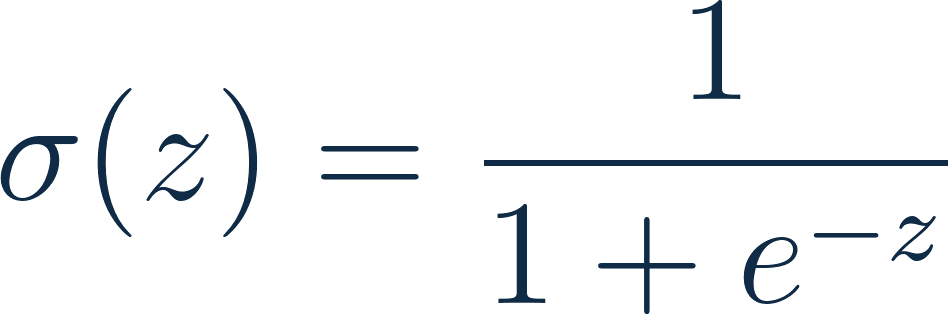 σ(z) = 1 / (1 + e^{-z})